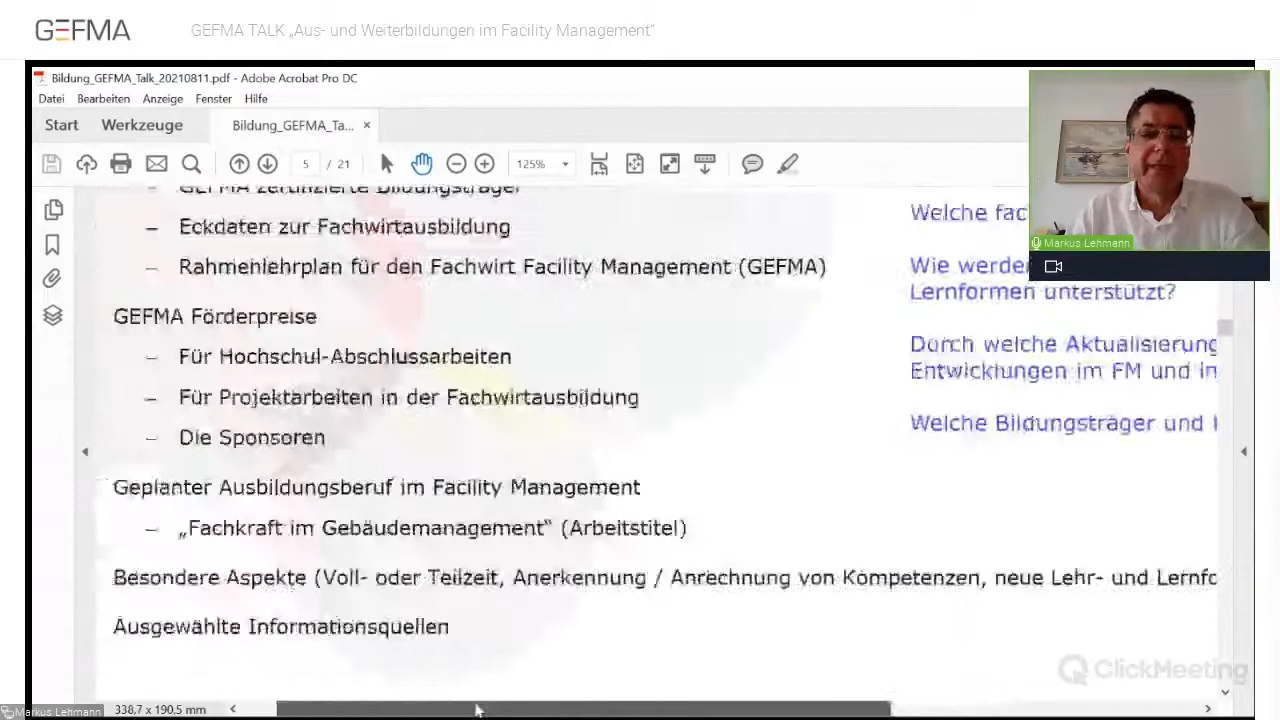 GEFMA
GEFMA TALK „Aus- und Weiterbildungen im Facility Management“
Bildung_GEFMA_Talk_20210811.pdf - Adobe Acrobat Pro DC
Datei Bearbeiten Anzeige Fenster Hilfe
Start Werkzeuge Bildung_GEFMA_Ta... ×
5 / 21 125%
– GEFMA zertifizierte Bildungsträger
– Eckdaten zur Fachwirtausbildung
– Rahmenlehrplan für den Fachwirt Facility Management (GEFMA)
GEFMA Förderpreise
– Für Hochschul-Abschlussarbeiten
– Für Projektarbeiten in der Fachwirtausbildung
– Die Sponsoren
Geplanter Ausbildungsberuf im Facility Management
– „Fachkraft im Gebäudemanagement“ (Arbeitstitel)
Besondere Aspekte (Voll- oder Teilzeit, Anerkennung / Anrechnung von Kompetenzen, neue Lehr- und Lernfo
Ausgewählte Informationsquellen
Welche fac
Wie werde
Lernformen unterstützt?
Durch welche Aktualisierung
Entwicklungen im FM und in
Welche Bildungsträger und
Markus Lehmann
ClickMeeting
Markus Lehmann
338,7 x 190,5 mm